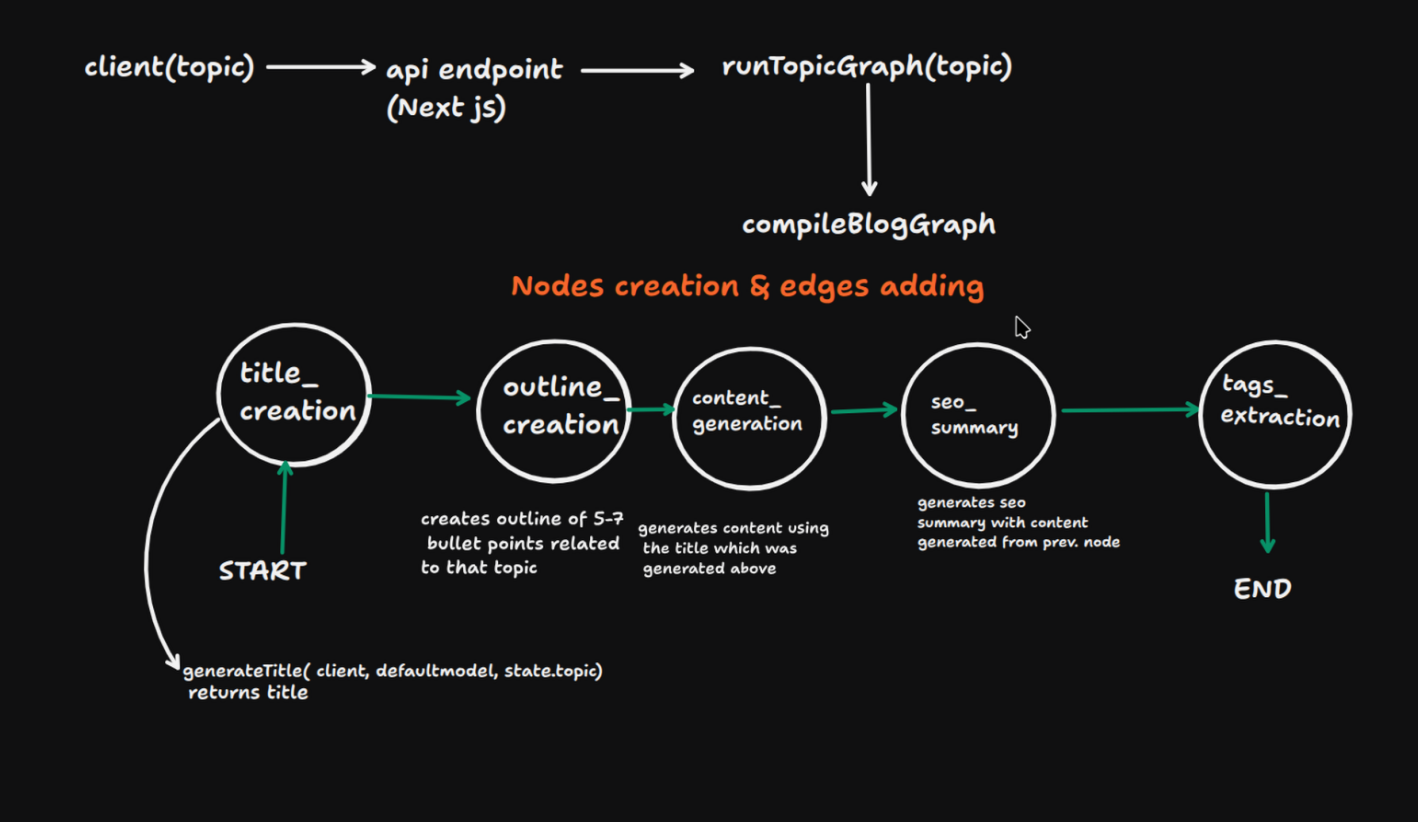 client(topic)
api endpoint
(Next js)
runTopicGraph(topic)
compileBlogGraph
Nodes creation & edges adding
title_
creation
outline_
creation
content_
generation
seo_
summary
tags_
extraction
creates outline of 5-7
bullet points related
to that topic
generates content using
the title which was
generated above
generates seo
summary with content
generated from prev. node
START
END
generateTitle( client, defaultmodel, state.topic)
returns title